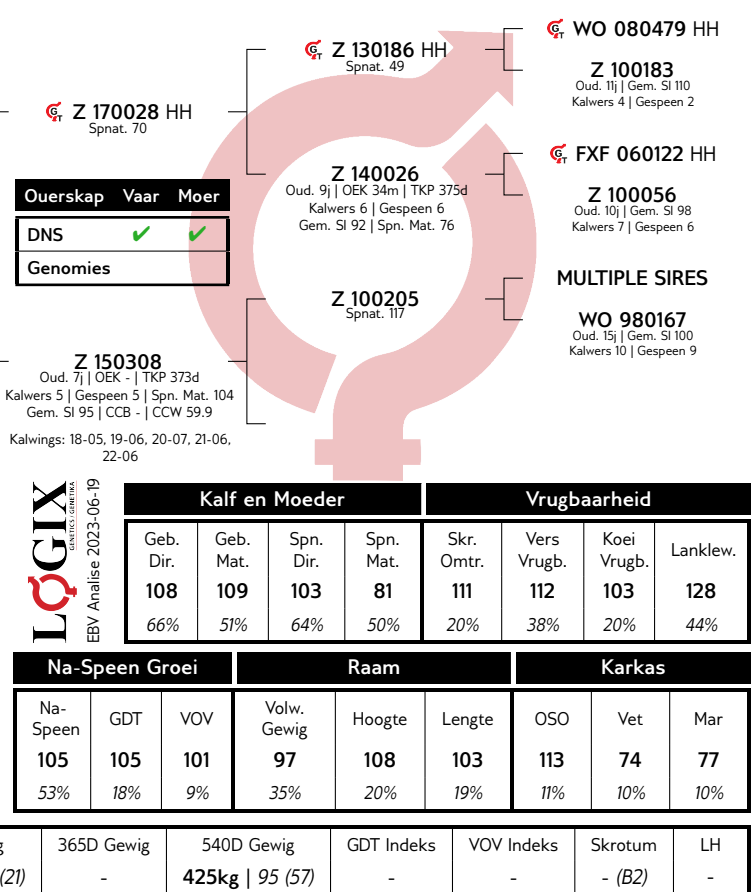 WO 080479 HH
Z 130186 HH
Spnat. 49
Z 100183
Oud. 11j | Gem. SI 110
Kalwers 4 | Gespeen 2
Z 170028 HH
Spnat. 70
FXF 060122 HH
Z 140026
Oud. 9j | OEK 34m | TKP 375d
Kalwers 6 | Gespeen 6
Gem. SI 92 | Spn. Mat. 76
Z 100056
Oud. 10j | Gem. SI 98
Kalwers 7 | Gespeen 6
Ouerskap Vaar Moer
DNS ✔ ✔
Genomies
MULTIPLE SIRES
Z 100205
Spnat. 117
WO 980167
Oud. 15j | Gem. SI 100
Kalwers 10 | Gespeen 9
Z 150308
Oud. 7j | OEK - | TKP 373d
Kalwers 5 | Gespeen 5 | Spn. Mat. 104
Gem. SI 95 | CCB - | CCW 59.9
Kalwings: 18-05, 19-06, 20-07, 21-06,
22-06
LOGIX
GENETICS · GENETIKA
EBV Analise 2023-06-19
Kalf en Moeder Vrugbaarheid
Geb. Dir. Geb. Mat. Spn. Dir. Spn. Mat. Skr. Omtr. Vers Vrugb. Koei Vrugb. Lanklew.
108 109 103 81 111 112 103 128
66% 51% 64% 50% 20% 38% 20% 44%
Na-Speen Groei Raam Karkas
Na-Speen GDT VOV Volw. Gewig Hoogte Lengte OSO Vet Mar
105 105 101 97 108 103 113 74 77
53% 18% 9% 35% 20% 19% 11% 10% 10%
365D Gewig 540D Gewig GDT Indeks VOV Indeks Skrotum LH
(21) - 425kg | 95 (57) - - - (B2) -